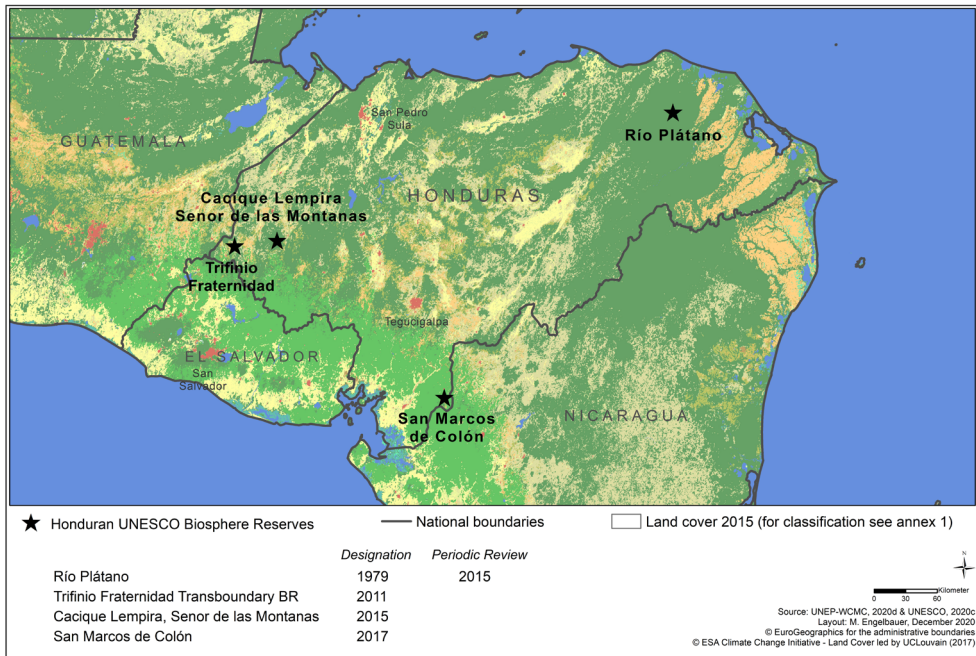 GUATEMALA
San Pedro
Sula
Río Plátano
HONDURAS
Cacique Lempira
Senor de las Montanas
Trifinio
Fraternidad
Tegucigalpa
EL SALVADOR
San
Salvador
San Marcos
de Colón
NICARAGUA
Honduran UNESCO Biosphere Reserves
National boundaries
Land cover 2015 (for classification see annex 1)
Designation Periodic Review
Río Plátano 1979 2015
Trifinio Fraternidad Transboundary BR 2011
Cacique Lempira, Senor de las Montanas 2015
San Marcos de Colón 2017
N
Kilometer
0 30 60
Source: UNEP-WCMC, 2020d & UNESCO, 2020c
Layout: M. Engelbauer, December 2020
© EuroGeographics for the administrative boundaries
© ESA Climate Change Initiative - Land Cover led by UCLouvain (2017)